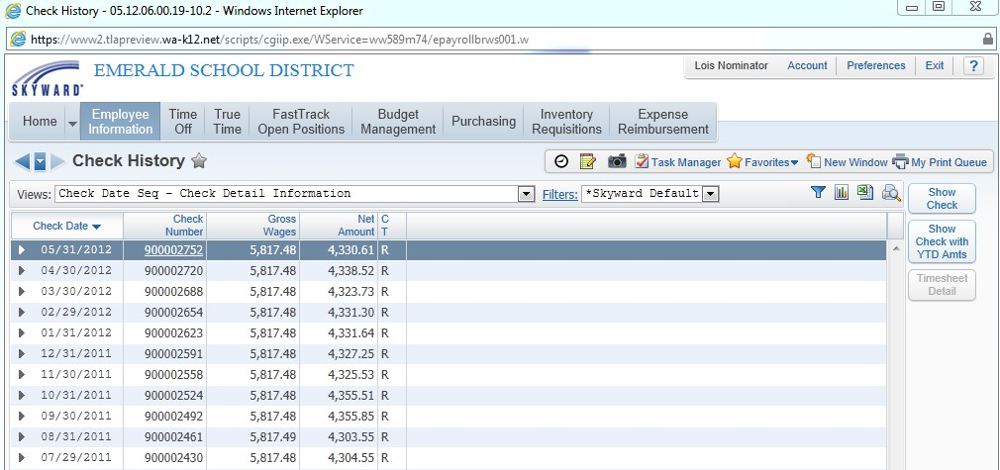 Check History - 05.12.06.00.19-10.2 - Windows Internet Explorer
https://www2.tlapreview.wa-k12.net/scripts/cgiip.exe/WService=ww589m74/epayrollbrws001.w
SKYWARD
EMERALD SCHOOL DISTRICT
Lois Nominator Account Preferences Exit ?
Home Employee Information Time Off True Time FastTrack Open Positions Budget Management Purchasing Inventory Requisitions Expense Reimbursement
Check History Task Manager Favorites New Window My Print Queue
Views: Check Date Seq - Check Detail Information Filters: *Skyward Default
Show Check
Show Check with YTD Amts
Timesheet Detail
Check Date Check Number Gross Wages Net Amount C T
05/31/2012 900002752 5,817.48 4,330.61 R
04/30/2012 900002720 5,817.48 4,338.52 R
03/30/2012 900002688 5,817.48 4,323.73 R
02/29/2012 900002654 5,817.48 4,331.30 R
01/31/2012 900002623 5,817.48 4,331.64 R
12/31/2011 900002591 5,817.48 4,327.25 R
11/30/2011 900002558 5,817.48 4,325.53 R
10/31/2011 900002524 5,817.48 4,355.51 R
09/30/2011 900002492 5,817.48 4,355.85 R
08/31/2011 900002461 5,817.49 4,303.55 R
07/29/2011 900002430 5,817.48 4,304.55 R